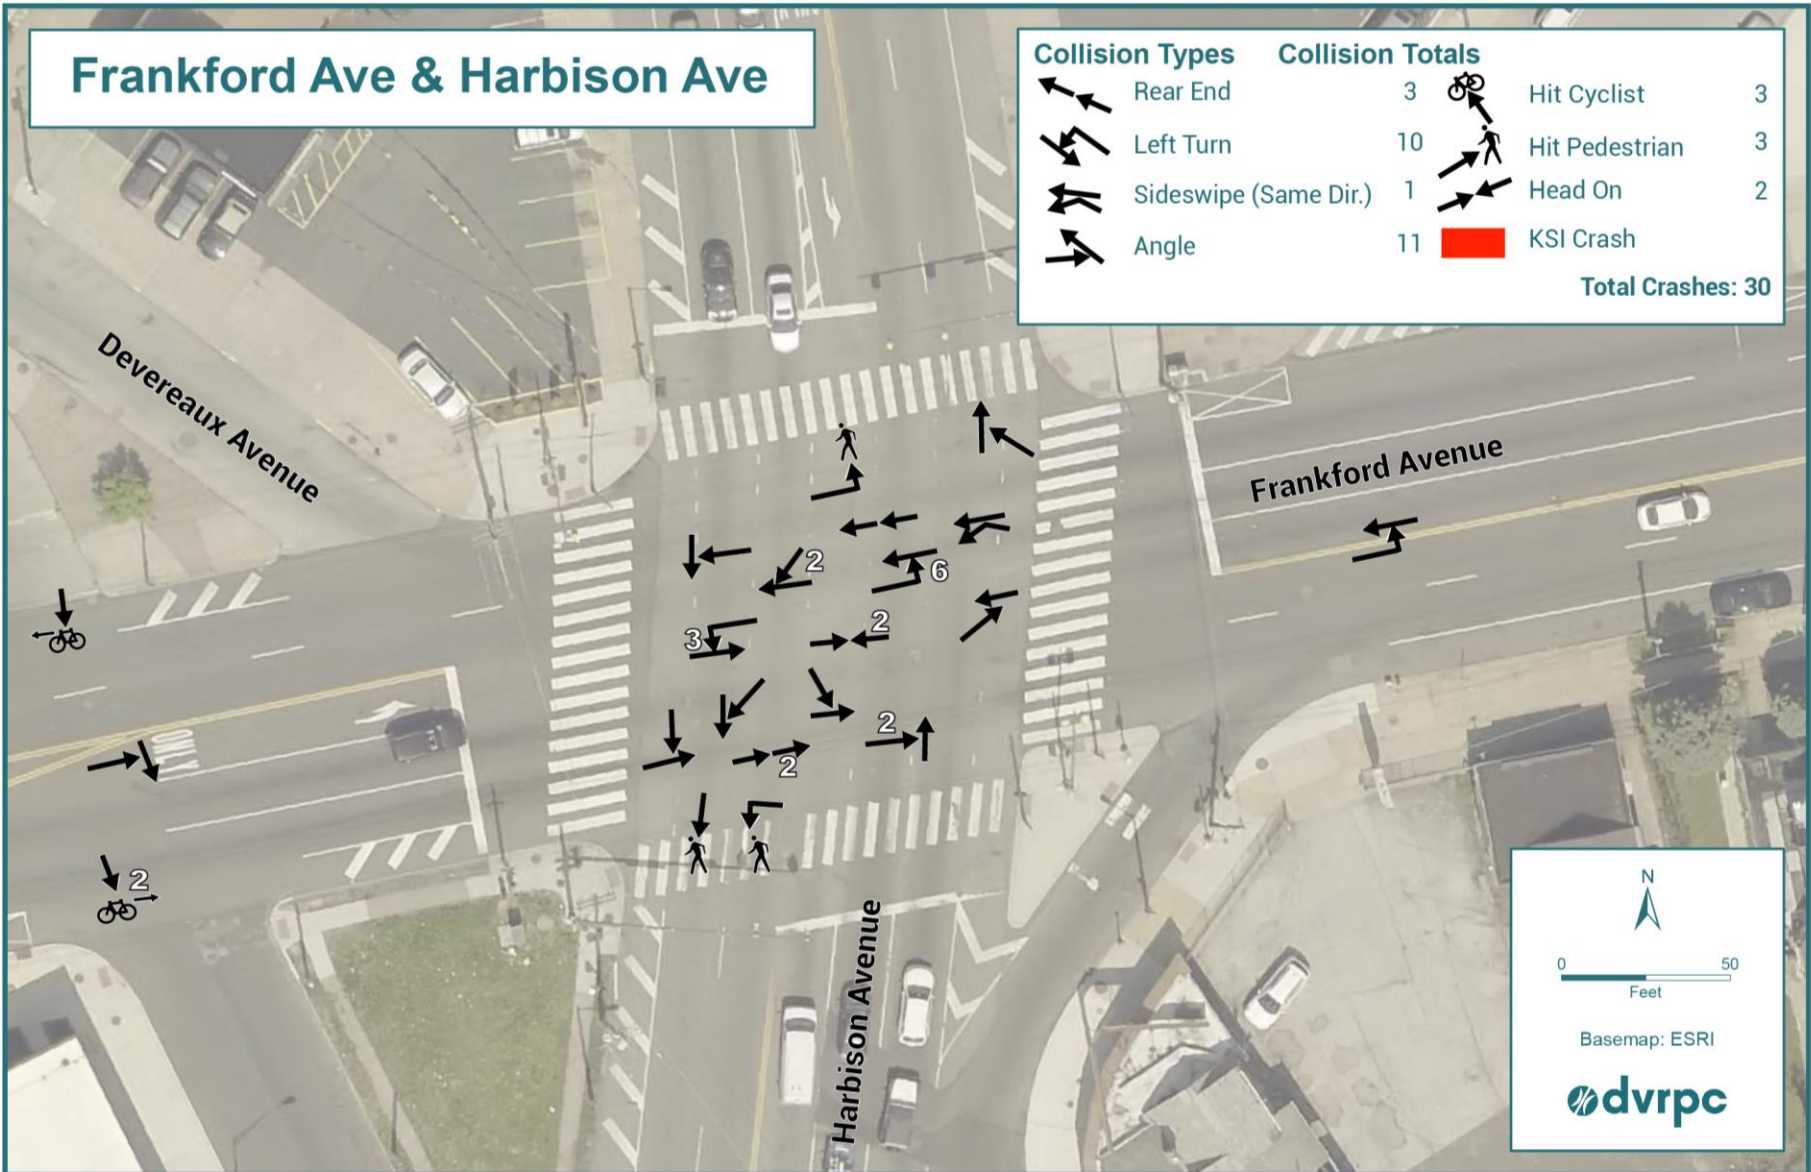 Frankford Ave & Harbison Ave
Collision Types Collision Totals
Rear End 3 Hit Cyclist 3
Left Turn 10 Hit Pedestrian 3
Sideswipe (Same Dir.) 1 Head On 2
Angle 11 KSI Crash
Total Crashes: 30
Devereaux Avenue
Frankford Avenue
2
6
3
2
2
2
2
ONLY
Harbison Avenue
N
0 50
Feet
Basemap: ESRI
dvrpc